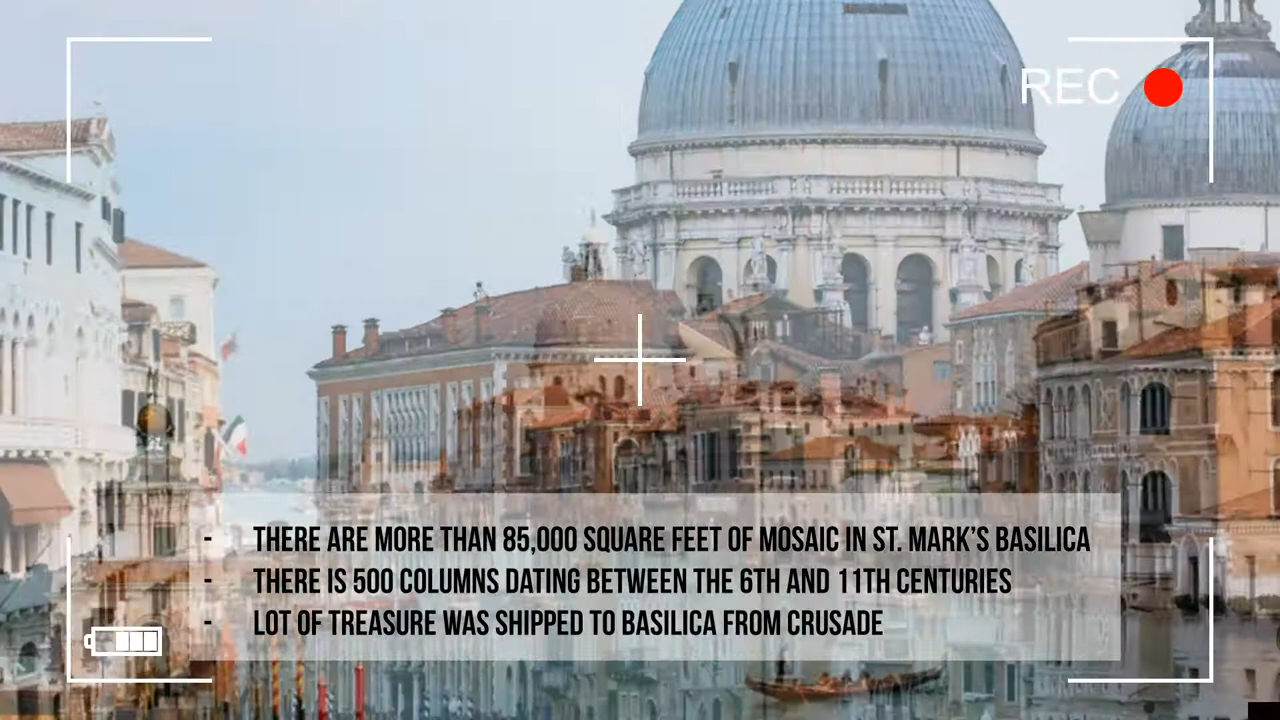 REC
- THERE ARE MORE THAN 85,000 SQUARE FEET OF MOSAIC IN ST. MARK'S BASILICA
- THERE IS 500 COLUMNS DATING BETWEEN THE 6TH AND 11TH CENTURIES
- LOT OF TREASURE WAS SHIPPED TO BASILICA FROM CRUSADE